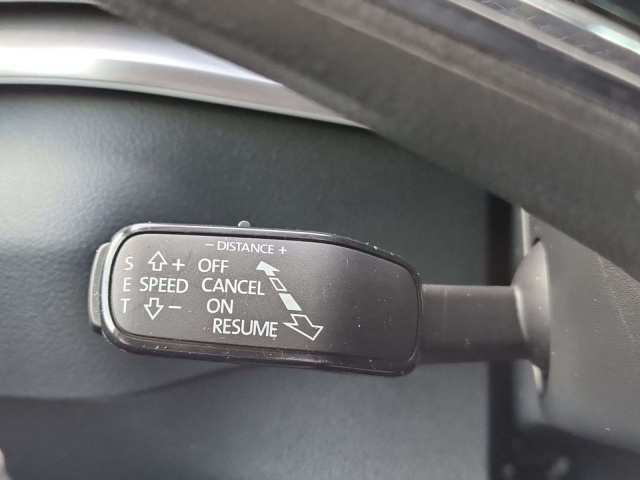 − DISTANCE +
S + OFF
E SPEED CANCEL
T − ON
RESUME